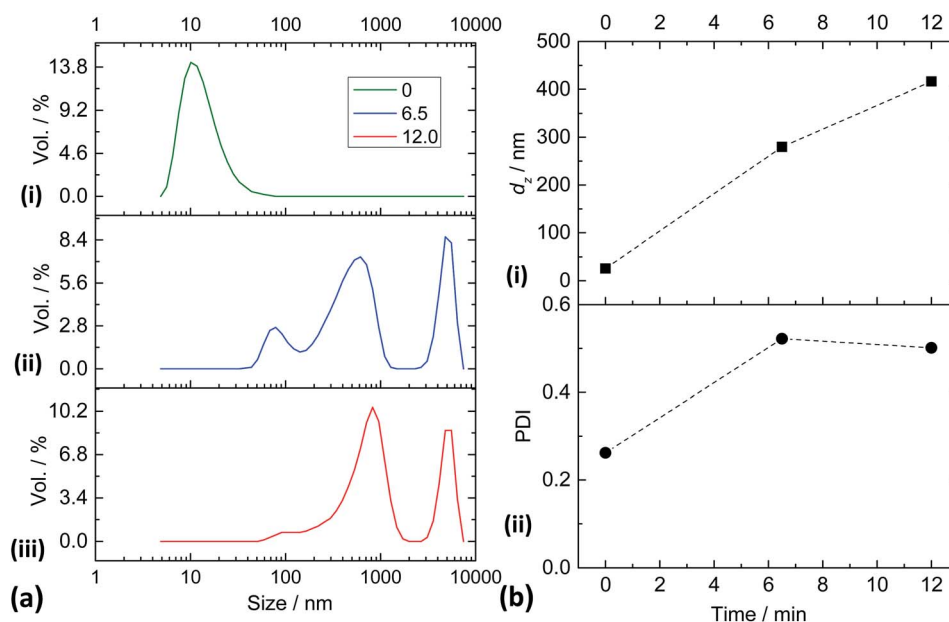 1 10 100 1000 10000
13.8
9.2
4.6
0.0
Vol. / %
(i)
0
6.5
12.0
8.4
5.6
2.8
0.0
Vol. / %
(ii)
10.2
6.8
3.4
0.0
Vol. / %
(iii)
1 10 100 1000 10000
Size / nm
(a)
0 2 4 6 8 10 12
500
400
300
200
100
0
dz / nm
(i)
0.6
0.4
0.2
0.0
PDI
(ii)
0 2 4 6 8 10 12
Time / min
(b)